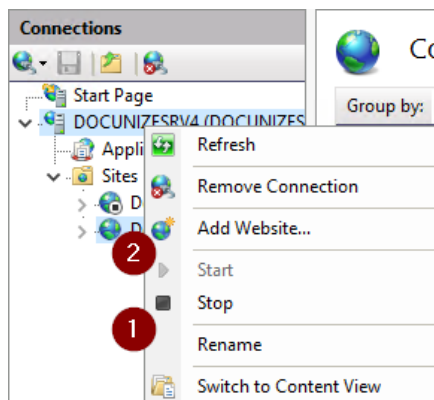 Connections
Start Page
DOCUNIZESRV4 (DOCUNIZES
Appli
Sites
D
D
Co
Group by:
Refresh
Remove Connection
Add Website...
2
Start
Stop
1
Rename
Switch to Content View